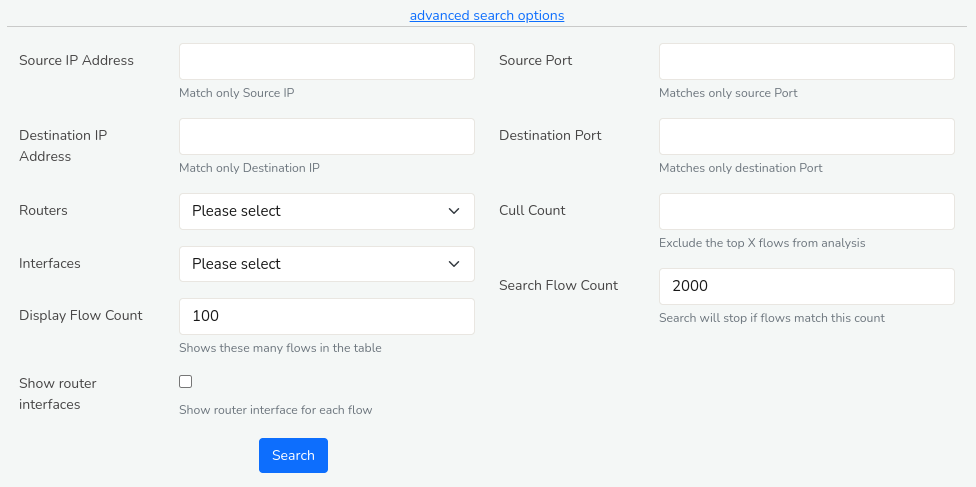 advanced search options
Source IP Address
Match only Source IP
Source Port
Matches only source Port
Destination IP
Address
Match only Destination IP
Destination Port
Matches only destination Port
Routers
Please select
Cull Count
Exclude the top X flows from analysis
Interfaces
Please select
Search Flow Count
2000
Search will stop if flows match this count
Display Flow Count
100
Shows these many flows in the table
Show router
interfaces
Show router interface for each flow
Search